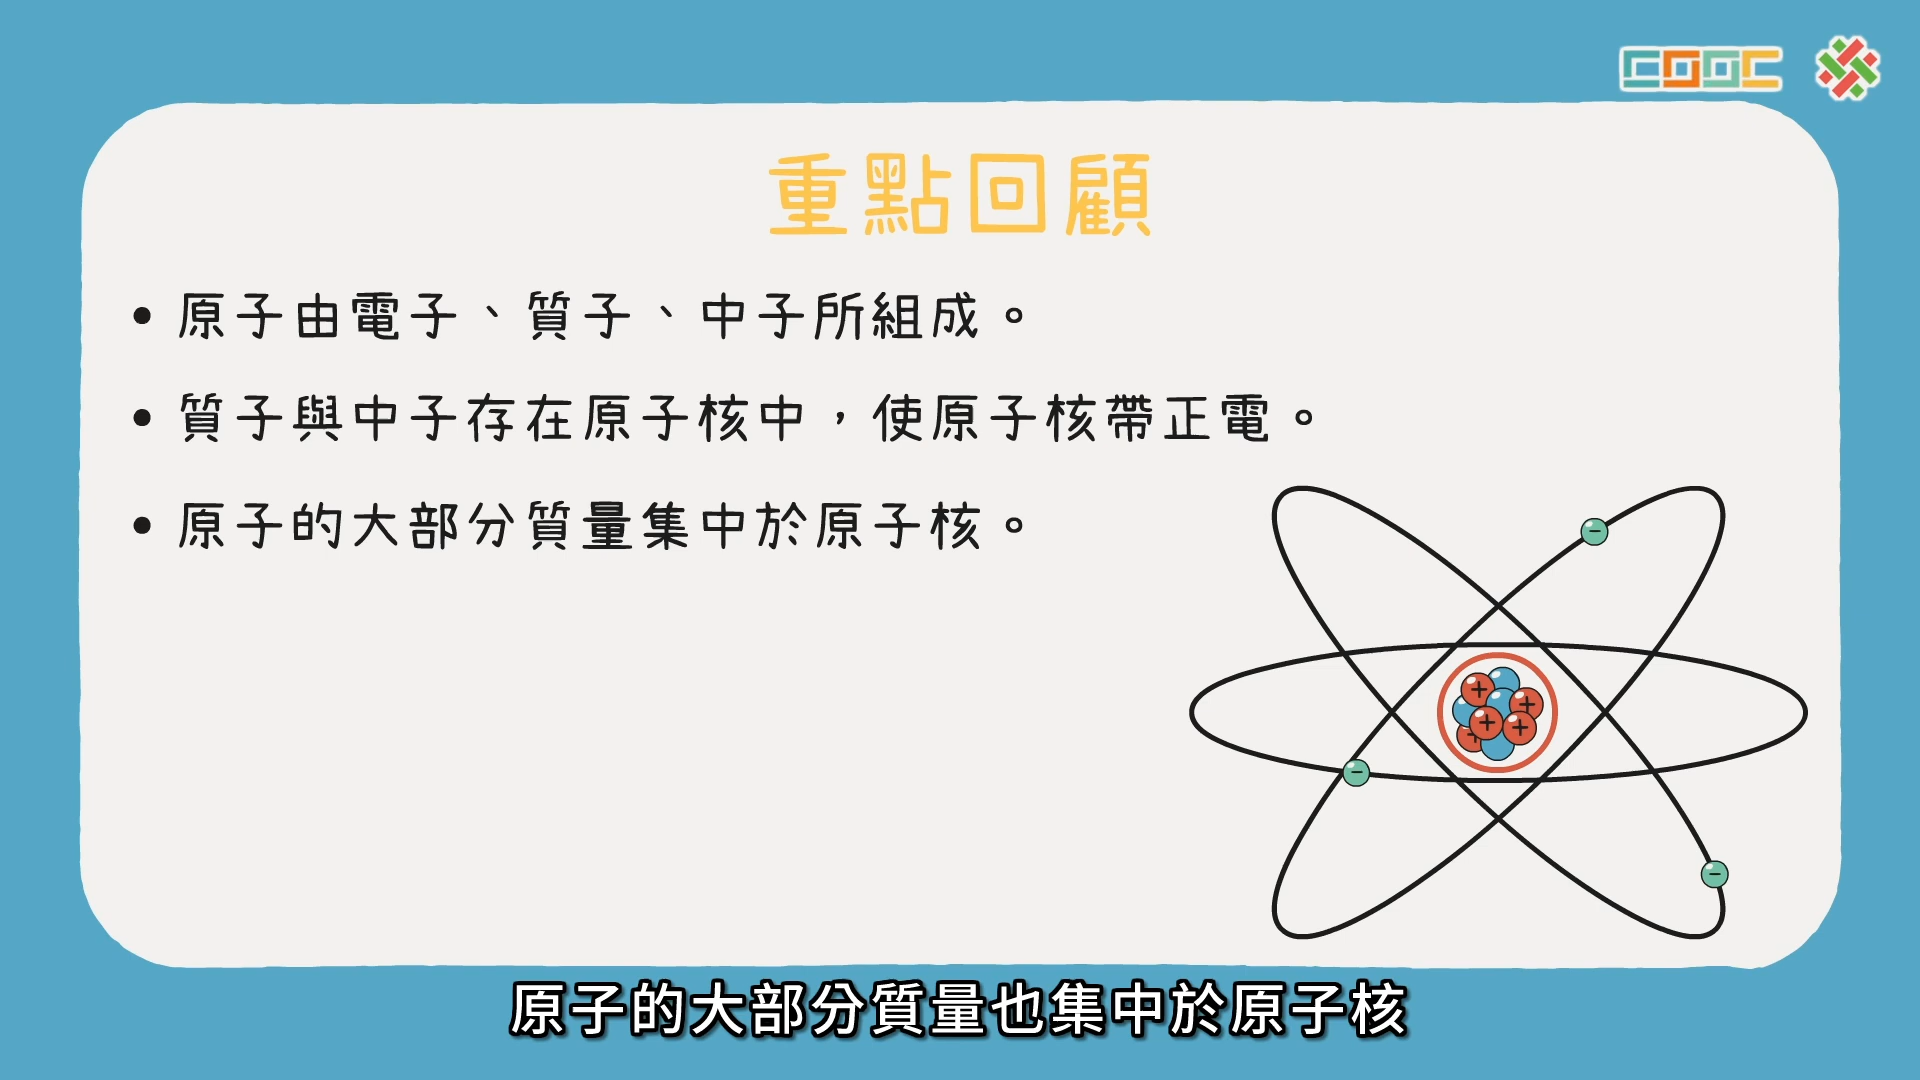 COOC
重點回顧
• 原子由電子、質子、中子所組成。
• 質子與中子存在原子核中，使原子核帶正電。
• 原子的大部分質量集中於原子核。
原子的大部分質量也集中於原子核